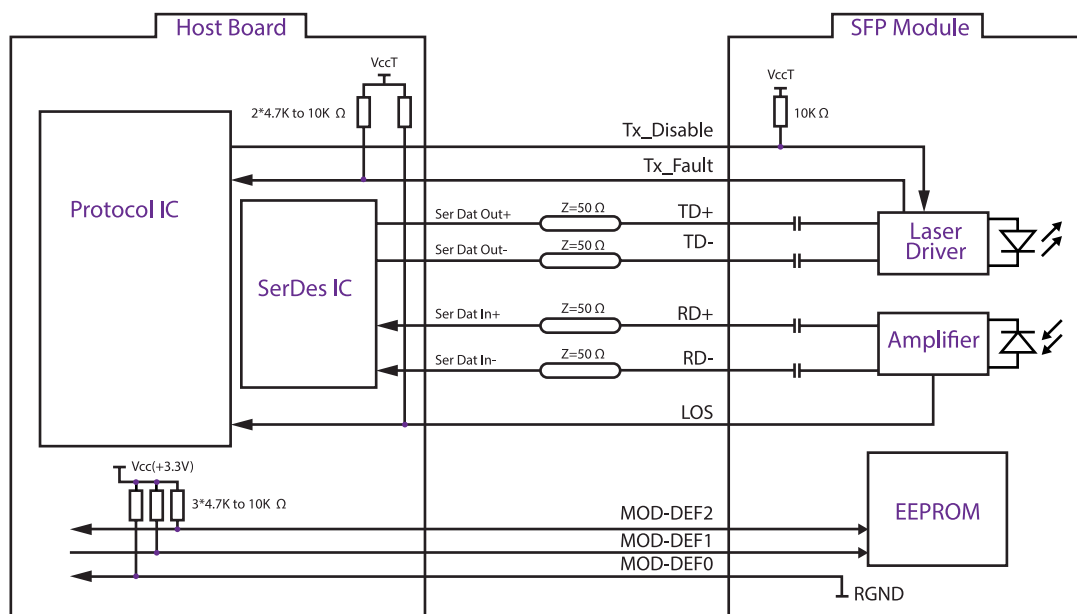 Host Board
SFP Module
VccT
VccT
2*4.7K to 10K Ω
10K Ω
Tx_Disable
Tx_Fault
Protocol IC
Ser Dat Out+
Z=50 Ω
TD+
Laser
Driver
Ser Dat Out-
Z=50 Ω
TD-
SerDes IC
Ser Dat In+
Z=50 Ω
RD+
Amplifier
Ser Dat In-
Z=50 Ω
RD-
LOS
Vcc(+3.3V)
3*4.7K to 10K Ω
MOD-DEF2
EEPROM
MOD-DEF1
MOD-DEF0
RGND